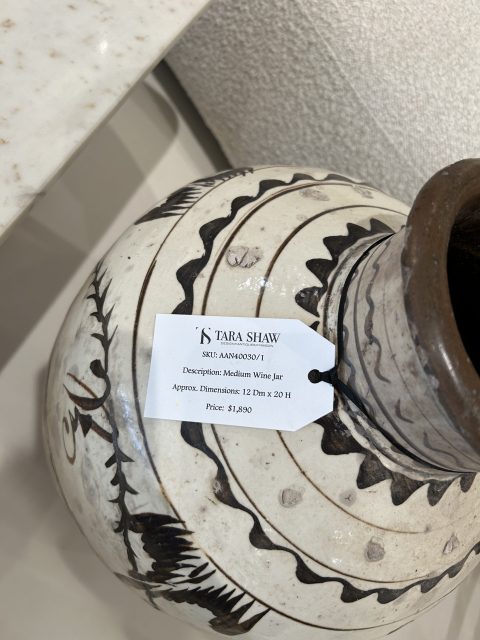 TS TARA SHAW
SKU: AAN40030/1
Description: Medium Wine Jar
Approx. Dimensions: 12 Dm x 20 H
Price: $1,890